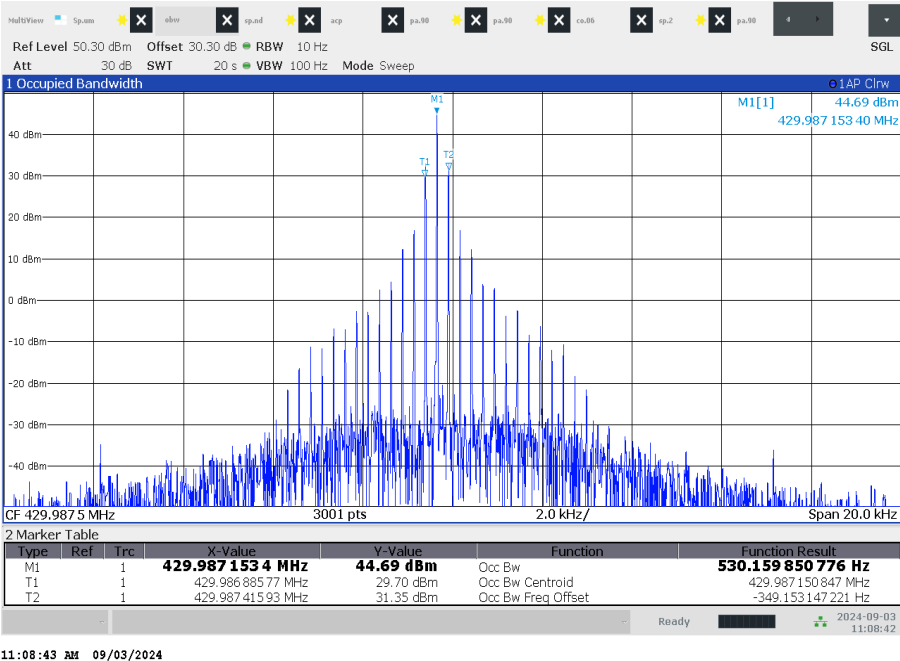 MultiView Sp.um obw sp.nd acp pa.90 pa.90 co.06 sp.2 pa.90
Ref Level 50.30 dBm Offset 30.30 dB RBW 10 Hz SGL
Att 30 dB SWT 20 s VBW 100 Hz Mode Sweep
1 Occupied Bandwidth 1AP Clrw
M1 M1[1] 44.69 dBm
429.987 153 40 MHz
40 dBm
T1 T2
30 dBm
20 dBm
10 dBm
0 dBm
-10 dBm
-20 dBm
-30 dBm
-40 dBm
CF 429.987 5 MHz 3001 pts 2.0 kHz/ Span 20.0 kHz
2 Marker Table
Type Ref Trc X-Value Y-Value Function Function Result
M1 1 429.987 153 4 MHz 44.69 dBm Occ Bw 530.159 850 776 Hz
T1 1 429.986 885 77 MHz 29.70 dBm Occ Bw Centroid 429.987 150 847 MHz
T2 1 429.987 415 93 MHz 31.35 dBm Occ Bw Freq Offset -349.153 147 221 Hz
Ready 2024-09-03
11:08:42
11:08:43 AM 09/03/2024